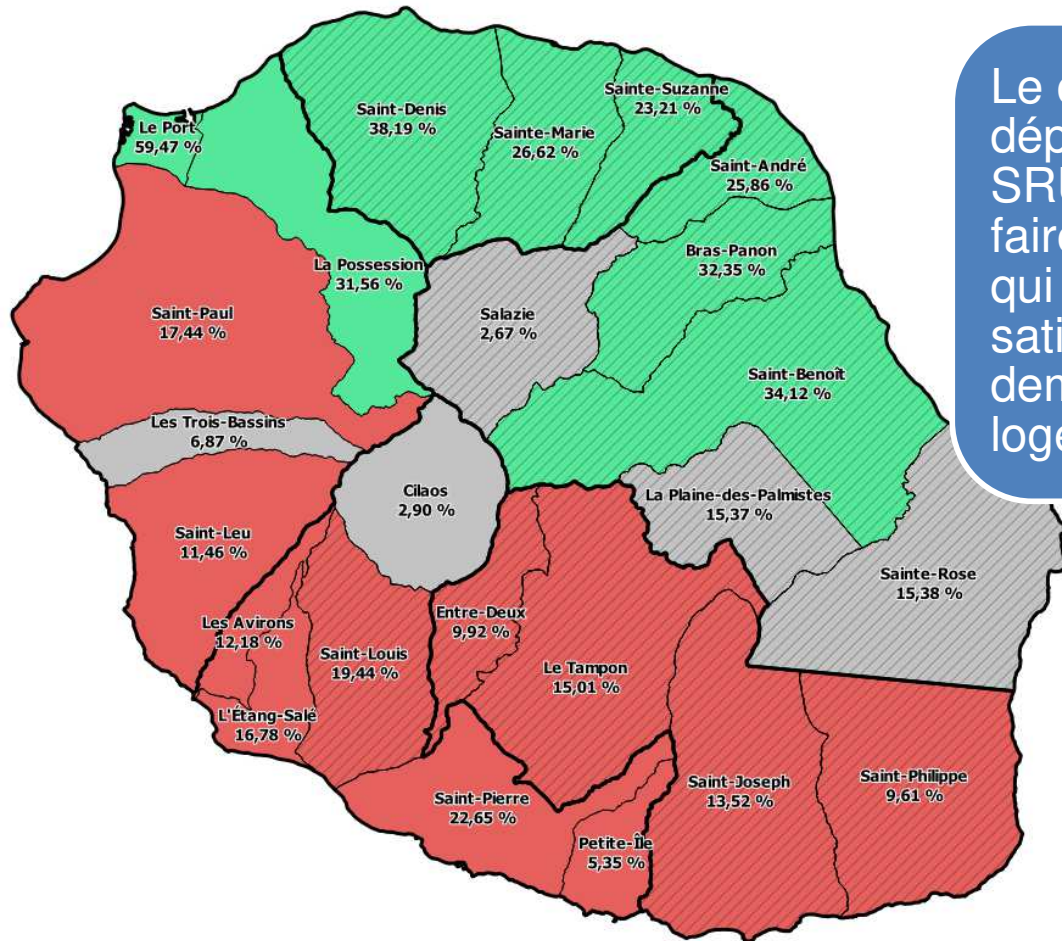 Saint-Denis
38,19 %
Sainte-Marie
26,62 %
Sainte-Suzanne
23,21 %
Le Port
59,47 %
Saint-André
25,86 %
La Possession
31,56 %
Bras-Panon
32,35 %
Saint-Paul
17,44 %
Salazie
2,67 %
Saint-Benoît
34,12 %
Les Trois-Bassins
6,87 %
Cilaos
2,90 %
La Plaine-des-Palmistes
15,37 %
Saint-Leu
11,46 %
Sainte-Rose
15,38 %
Les Avirons
12,18 %
Saint-Louis
19,44 %
Entre-Deux
9,92 %
Le Tampon
15,01 %
L'Étang-Salé
16,78 %
Saint-Pierre
22,65 %
Petite-Île
5,35 %
Saint-Joseph
13,52 %
Saint-Philippe
9,61 %
Le
dép
SRU
faire
qui
sati
loge